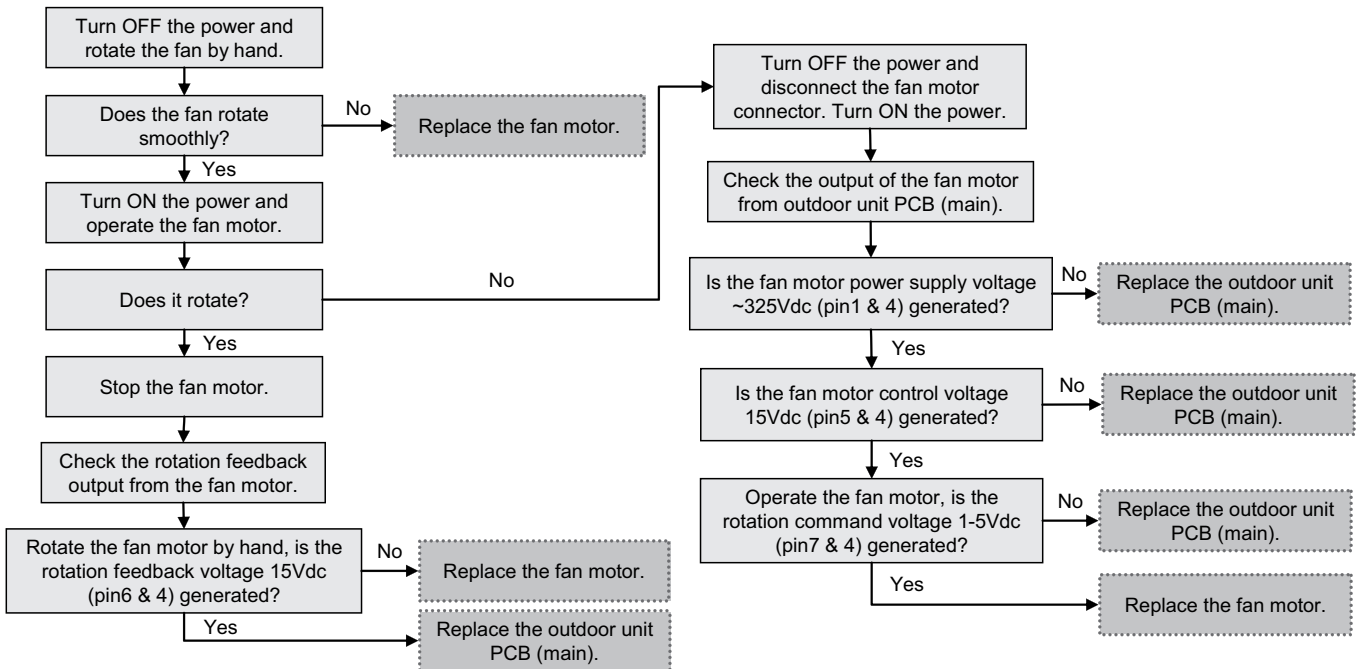 Turn OFF the power and
rotate the fan by hand.
Does the fan rotate
smoothly?
No
Replace the fan motor.
Yes
Turn ON the power and
operate the fan motor.
Does it rotate?
No
Yes
Stop the fan motor.
Check the rotation feedback
output from the fan motor.
Rotate the fan motor by hand, is the
rotation feedback voltage 15Vdc
(pin6 & 4) generated?
No
Replace the fan motor.
Yes
Replace the outdoor unit
PCB (main).
Turn OFF the power and
disconnect the fan motor
connector. Turn ON the power.
Check the output of the fan motor
from outdoor unit PCB (main).
Is the fan motor power supply voltage
~325Vdc (pin1 & 4) generated?
No
Replace the outdoor unit
PCB (main).
Yes
Is the fan motor control voltage
15Vdc (pin5 & 4) generated?
No
Replace the outdoor unit
PCB (main).
Yes
Operate the fan motor, is the
rotation command voltage 1-5Vdc
(pin7 & 4) generated?
No
Replace the outdoor unit
PCB (main).
Yes
Replace the fan motor.